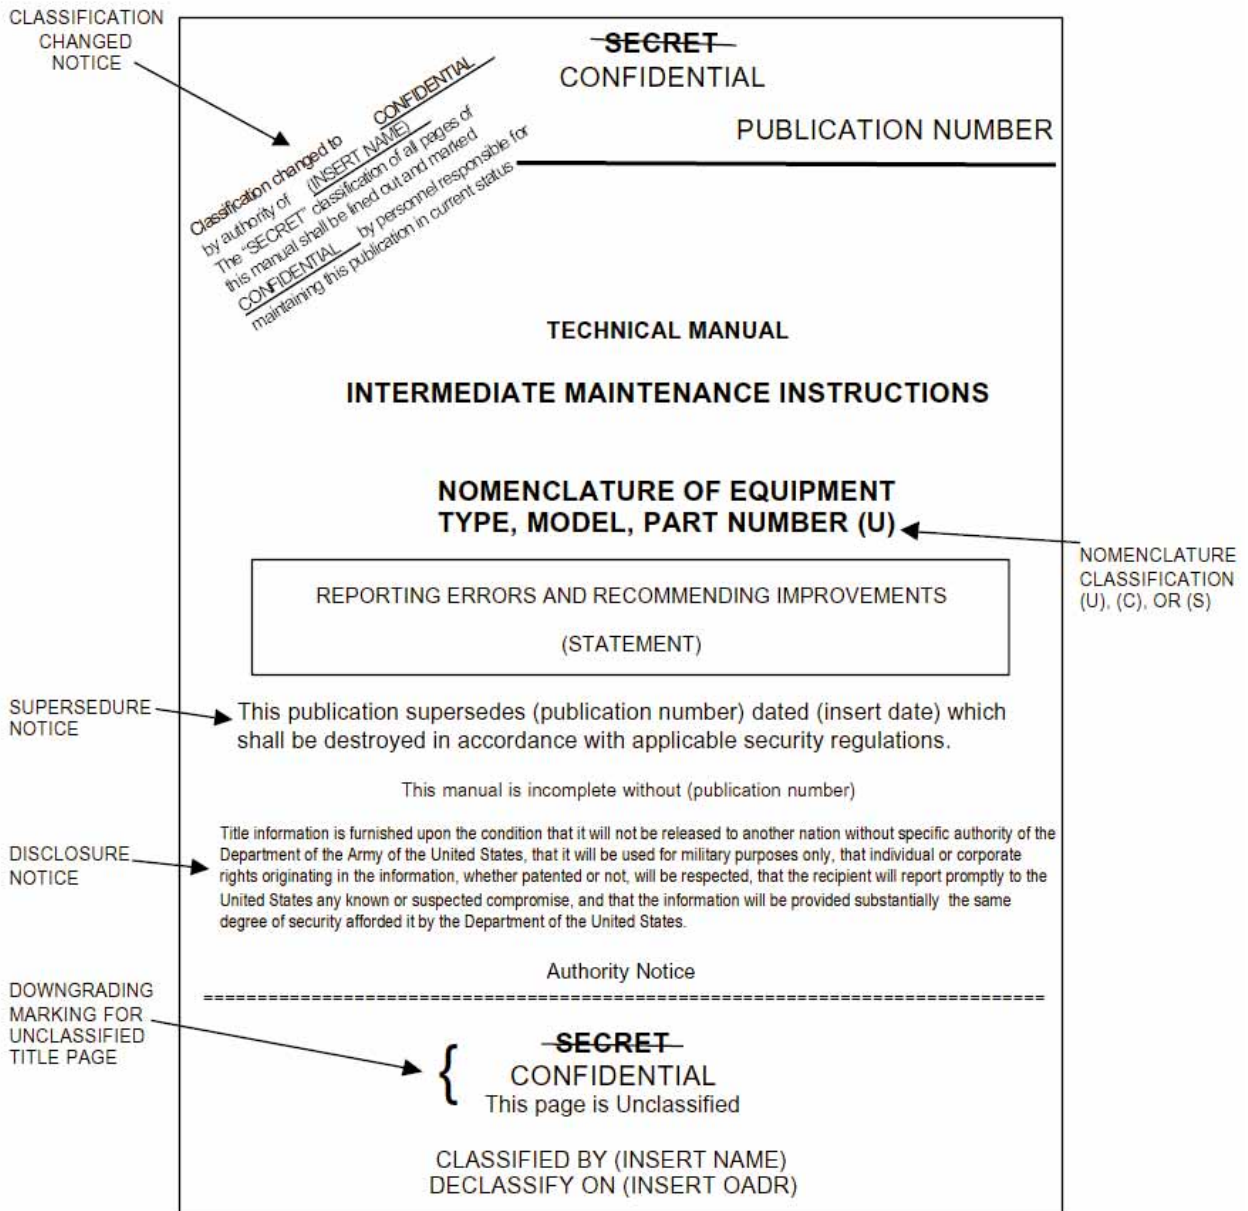 CLASSIFICATION
CHANGED
NOTICE
SECRET
CONFIDENTIAL
PUBLICATION NUMBER
Classification changed to CONFIDENTIAL
by authority of (INSERT NAME)
The "SECRET" classification of all pages of
this manual shall be lined out and marked
CONFIDENTIAL by personnel responsible for
maintaining this publication in current status
TECHNICAL MANUAL
INTERMEDIATE MAINTENANCE INSTRUCTIONS
NOMENCLATURE OF EQUIPMENT
TYPE, MODEL, PART NUMBER (U)
NOMENCLATURE
CLASSIFICATION
(U), (C), OR (S)
REPORTING ERRORS AND RECOMMENDING IMPROVEMENTS
(STATEMENT)
SUPERSEDURE
NOTICE
This publication supersedes (publication number) dated (insert date) which
shall be destroyed in accordance with applicable security regulations.
This manual is incomplete without (publication number)
DISCLOSURE
NOTICE
Title information is furnished upon the condition that it will not be released to another nation without specific authority of the
Department of the Army of the United States, that it will be used for military purposes only, that individual or corporate
rights originating in the information, whether patented or not, will be respected, that the recipient will report promptly to the
United States any known or suspected compromise, and that the information will be provided substantially the same
degree of security afforded it by the Department of the United States.
Authority Notice
DOWNGRADING
MARKING FOR
UNCLASSIFIED
TITLE PAGE
SECRET
CONFIDENTIAL
This page is Unclassified
CLASSIFIED BY (INSERT NAME)
DECLASSIFY ON (INSERT OADR)